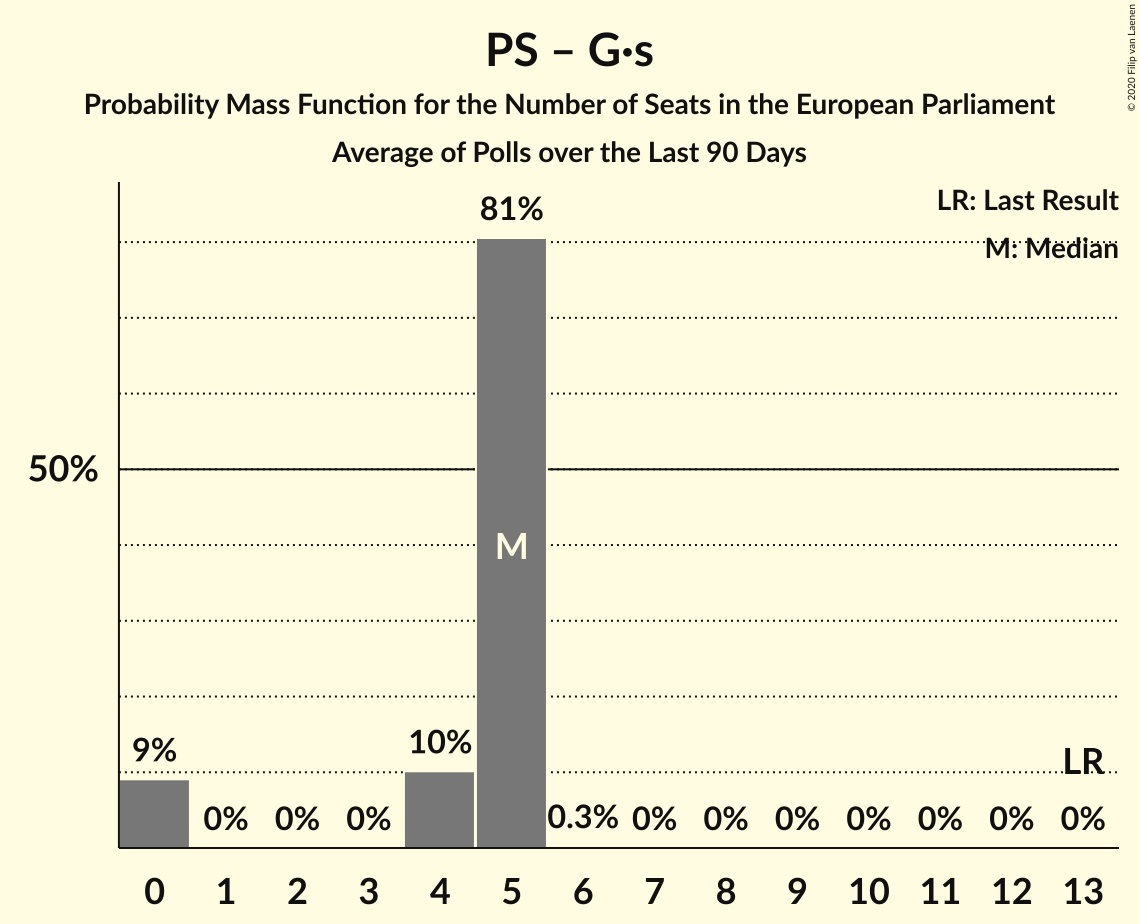 PS – G·s
Probability Mass Function for the Number of Seats in the European Parliament
Average of Polls over the Last 90 Days
© 2020 Filip van Laenen
LR: Last Result
M: Median
81%
50%
M
9%
10%
LR
0% 0% 0% 0.3% 0% 0% 0% 0% 0% 0% 0%
0 1 2 3 4 5 6 7 8 9 10 11 12 13